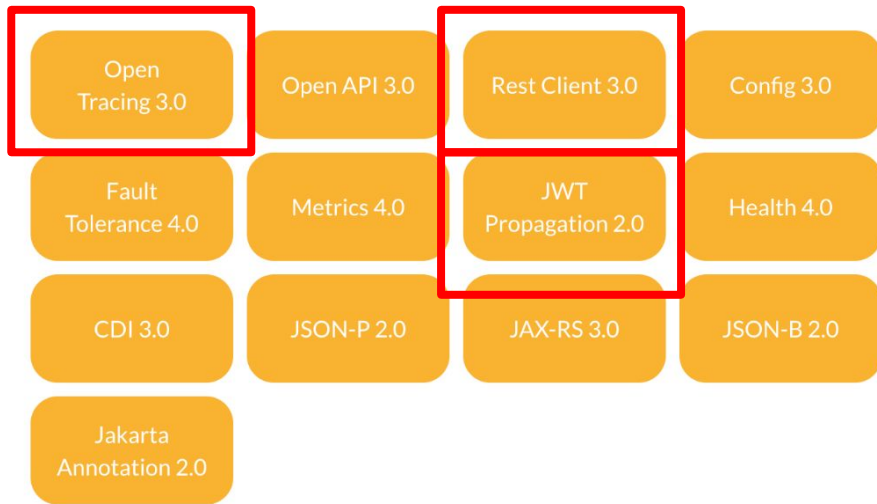 Open
Tracing 3.0
Open API 3.0
Rest Client 3.0
Config 3.0
Fault
Tolerance 4.0
Metrics 4.0
JWT
Propagation 2.0
Health 4.0
CDI 3.0
JSON-P 2.0
JAX-RS 3.0
JSON-B 2.0
Jakarta
Annotation 2.0